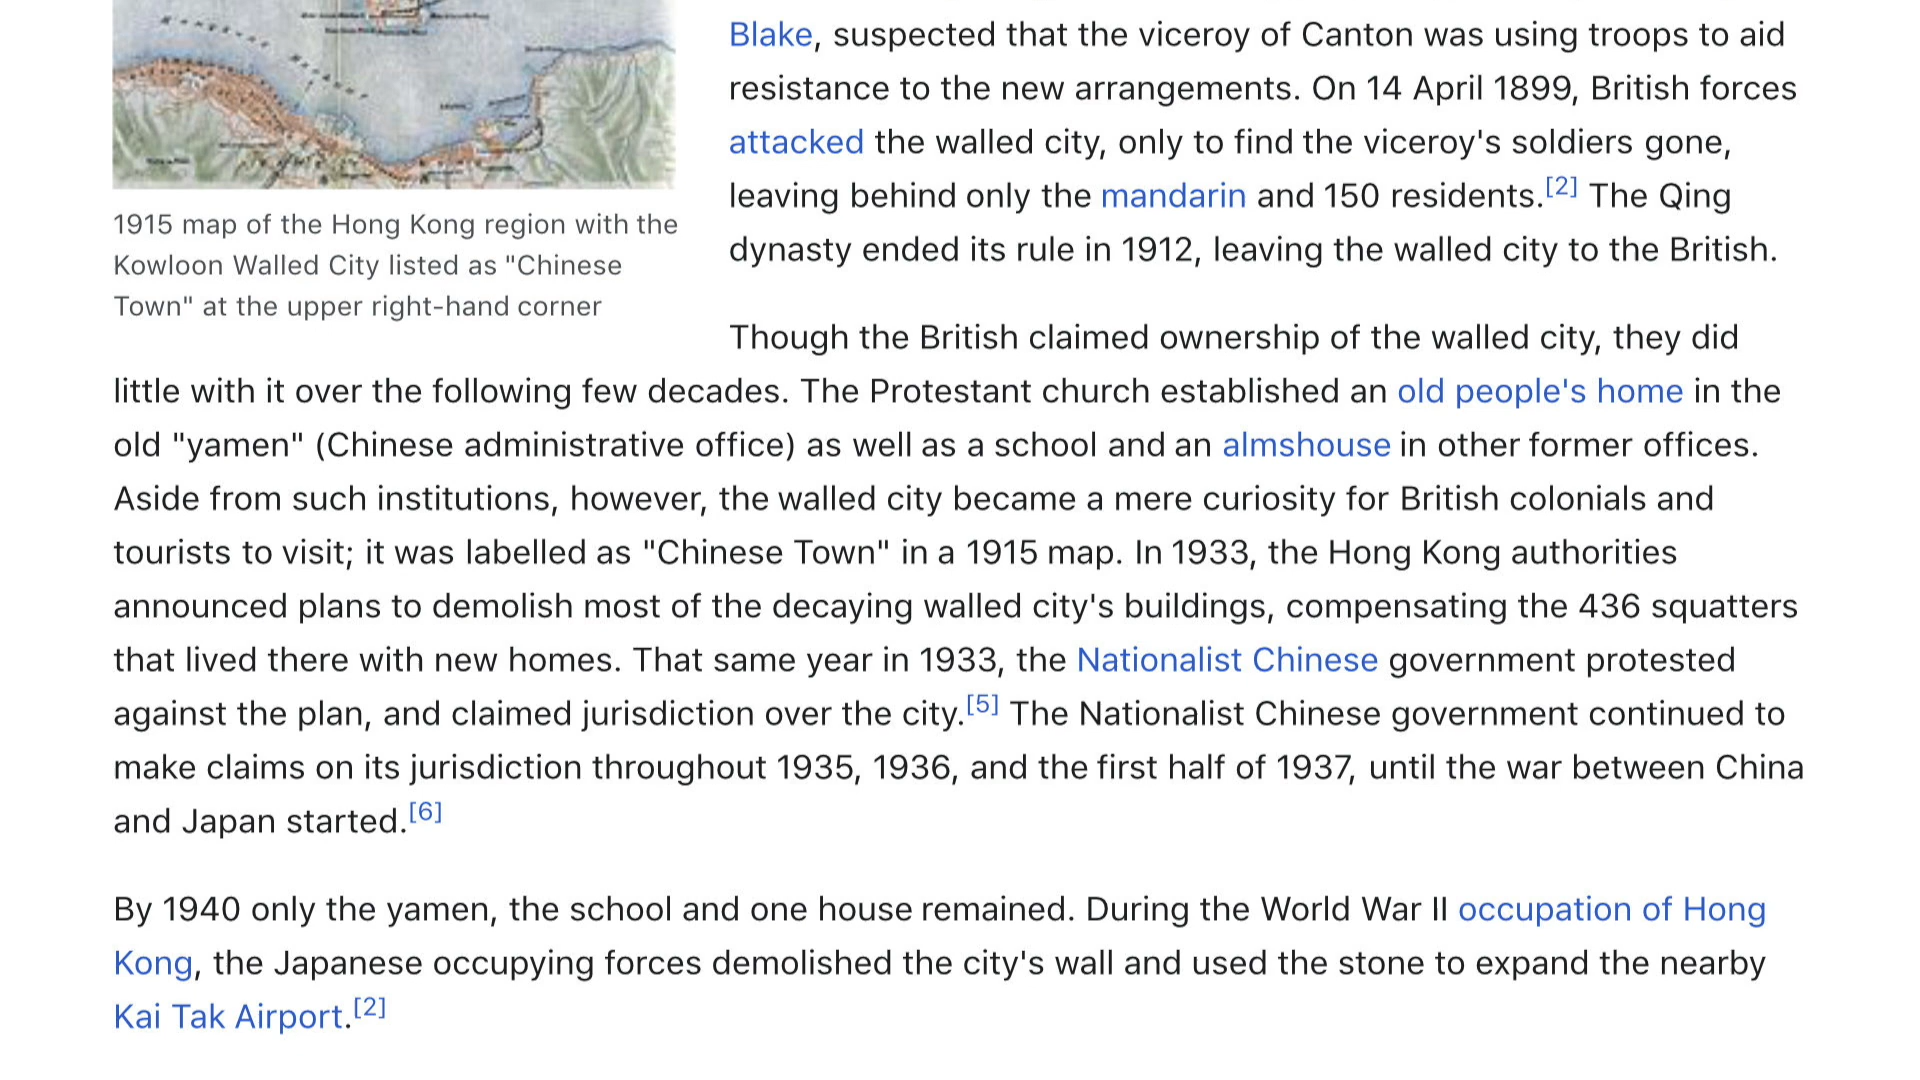 Blake, suspected that the viceroy of Canton was using troops to aid
resistance to the new arrangements. On 14 April 1899, British forces
attacked the walled city, only to find the viceroy's soldiers gone,
leaving behind only the mandarin and 150 residents.[2] The Qing
dynasty ended its rule in 1912, leaving the walled city to the British.
1915 map of the Hong Kong region with the
Kowloon Walled City listed as "Chinese
Town" at the upper right-hand corner
Though the British claimed ownership of the walled city, they did
little with it over the following few decades. The Protestant church established an old people's home in the
old "yamen" (Chinese administrative office) as well as a school and an almshouse in other former offices.
Aside from such institutions, however, the walled city became a mere curiosity for British colonials and
tourists to visit; it was labelled as "Chinese Town" in a 1915 map. In 1933, the Hong Kong authorities
announced plans to demolish most of the decaying walled city's buildings, compensating the 436 squatters
that lived there with new homes. That same year in 1933, the Nationalist Chinese government protested
against the plan, and claimed jurisdiction over the city.[5] The Nationalist Chinese government continued to
make claims on its jurisdiction throughout 1935, 1936, and the first half of 1937, until the war between China
and Japan started.[6]
By 1940 only the yamen, the school and one house remained. During the World War II occupation of Hong
Kong, the Japanese occupying forces demolished the city's wall and used the stone to expand the nearby
Kai Tak Airport.[2]